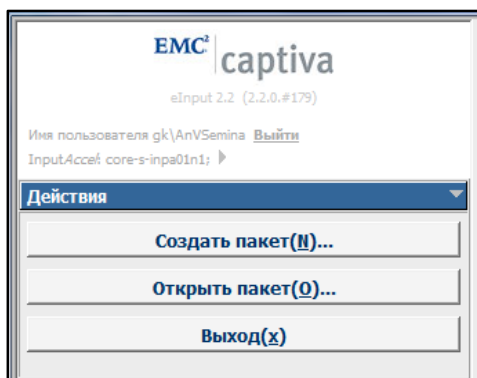 EMC² captiva
eInput 2.2 (2.2.0.#179)
Имя пользователя gk\AnVSemina Выйти
InputAccel: core-s-inpa01n1;
Действия
Создать пакет(N)...
Открыть пакет(O)...
Выход(x)